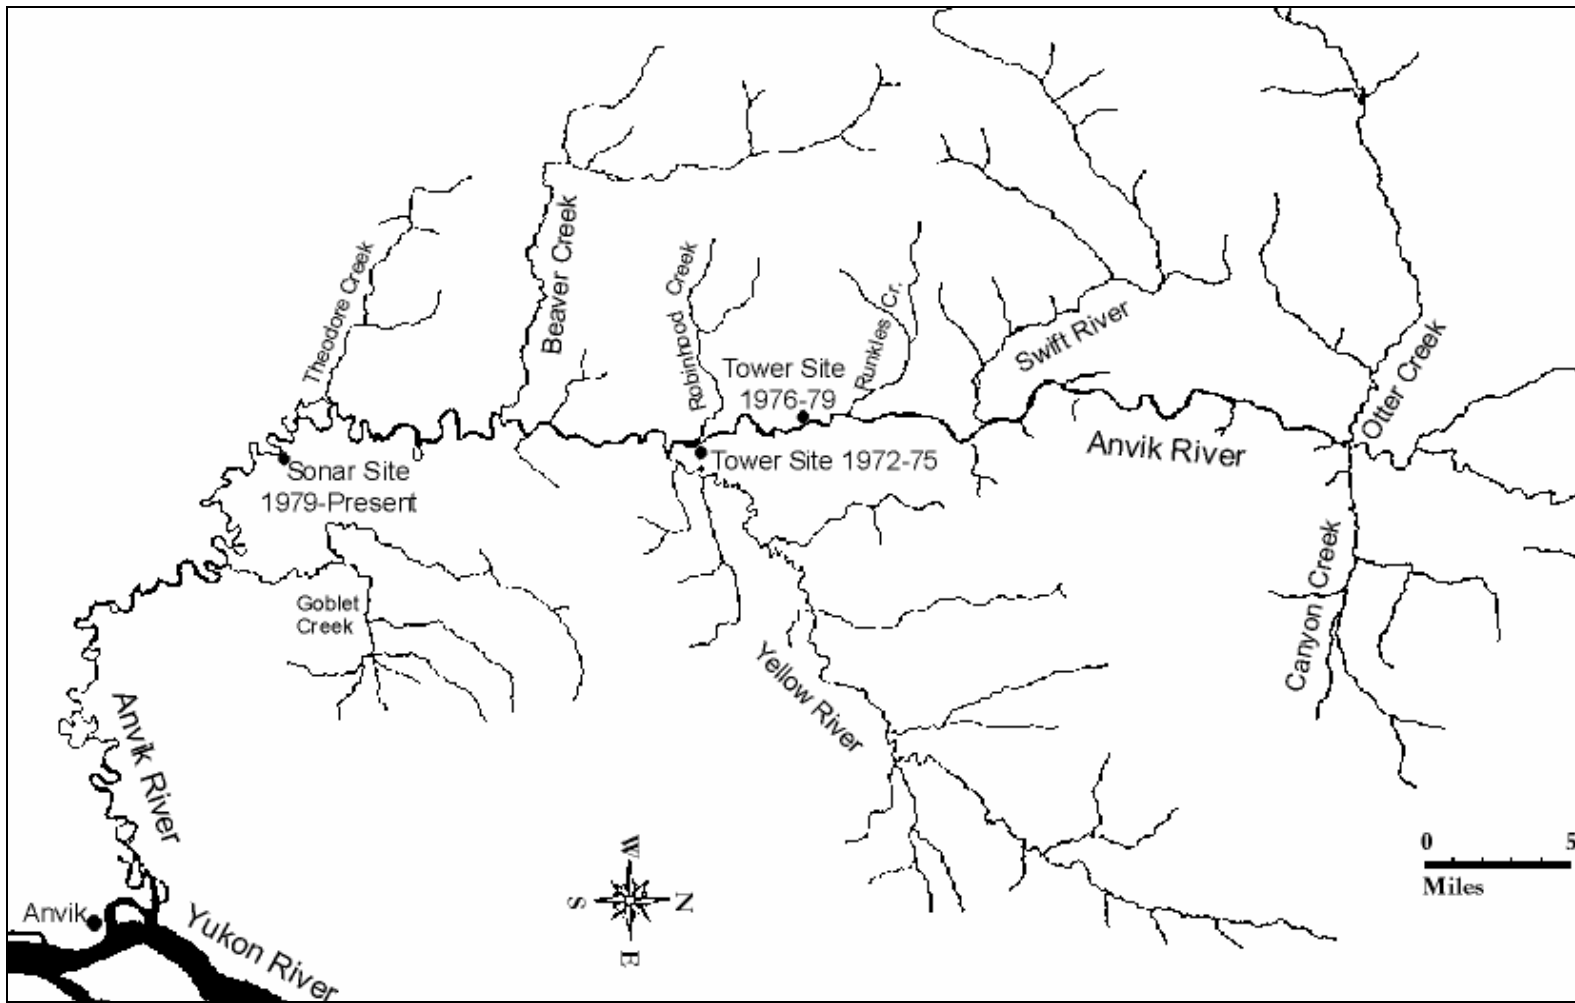 Theodore Creek
Beaver Creek
Robinhood Creek
Runkles Cr.
Swift River
Otter Creek
Tower Site
1976-79
Anvik River
Tower Site 1972-75
Sonar Site
1979-Present
Goblet
Creek
Canyon Creek
Yellow River
Anvik River
Anvik
Yukon River
W
S
N
E
0 5
Miles